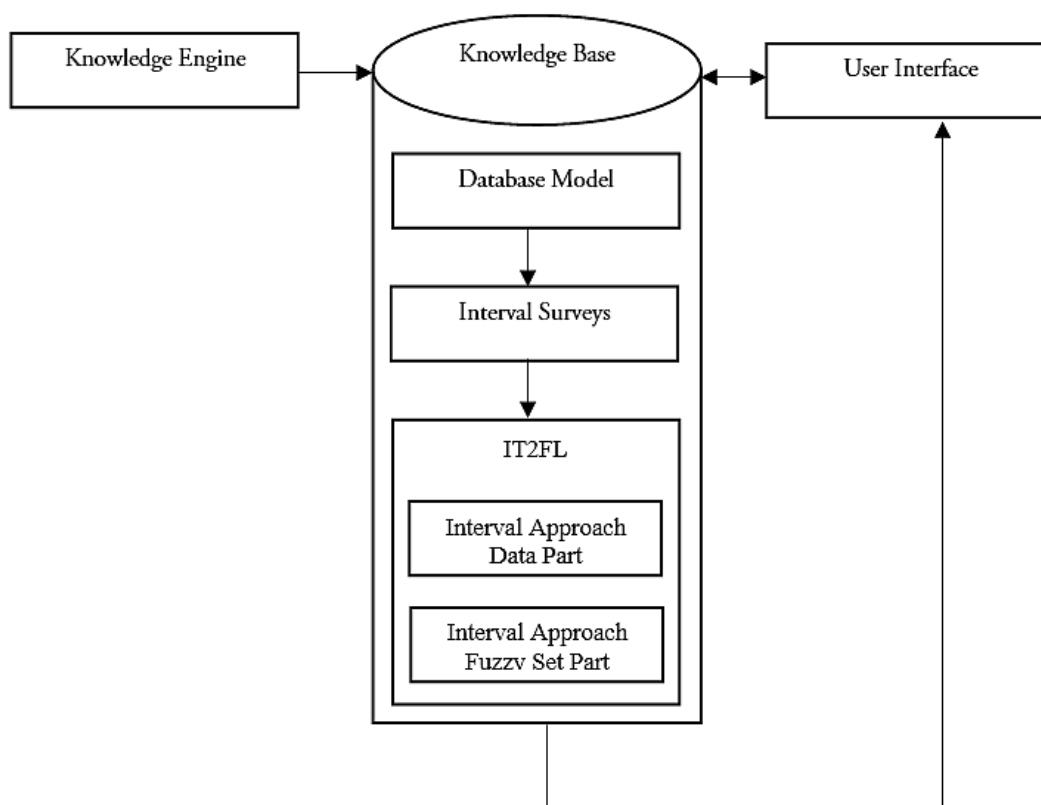 Knowledge Engine
Knowledge Base
User Interface
Database Model
Interval Surveys
IT2FL
Interval Approach
Data Part
Interval Approach
Fuzzv Set Part